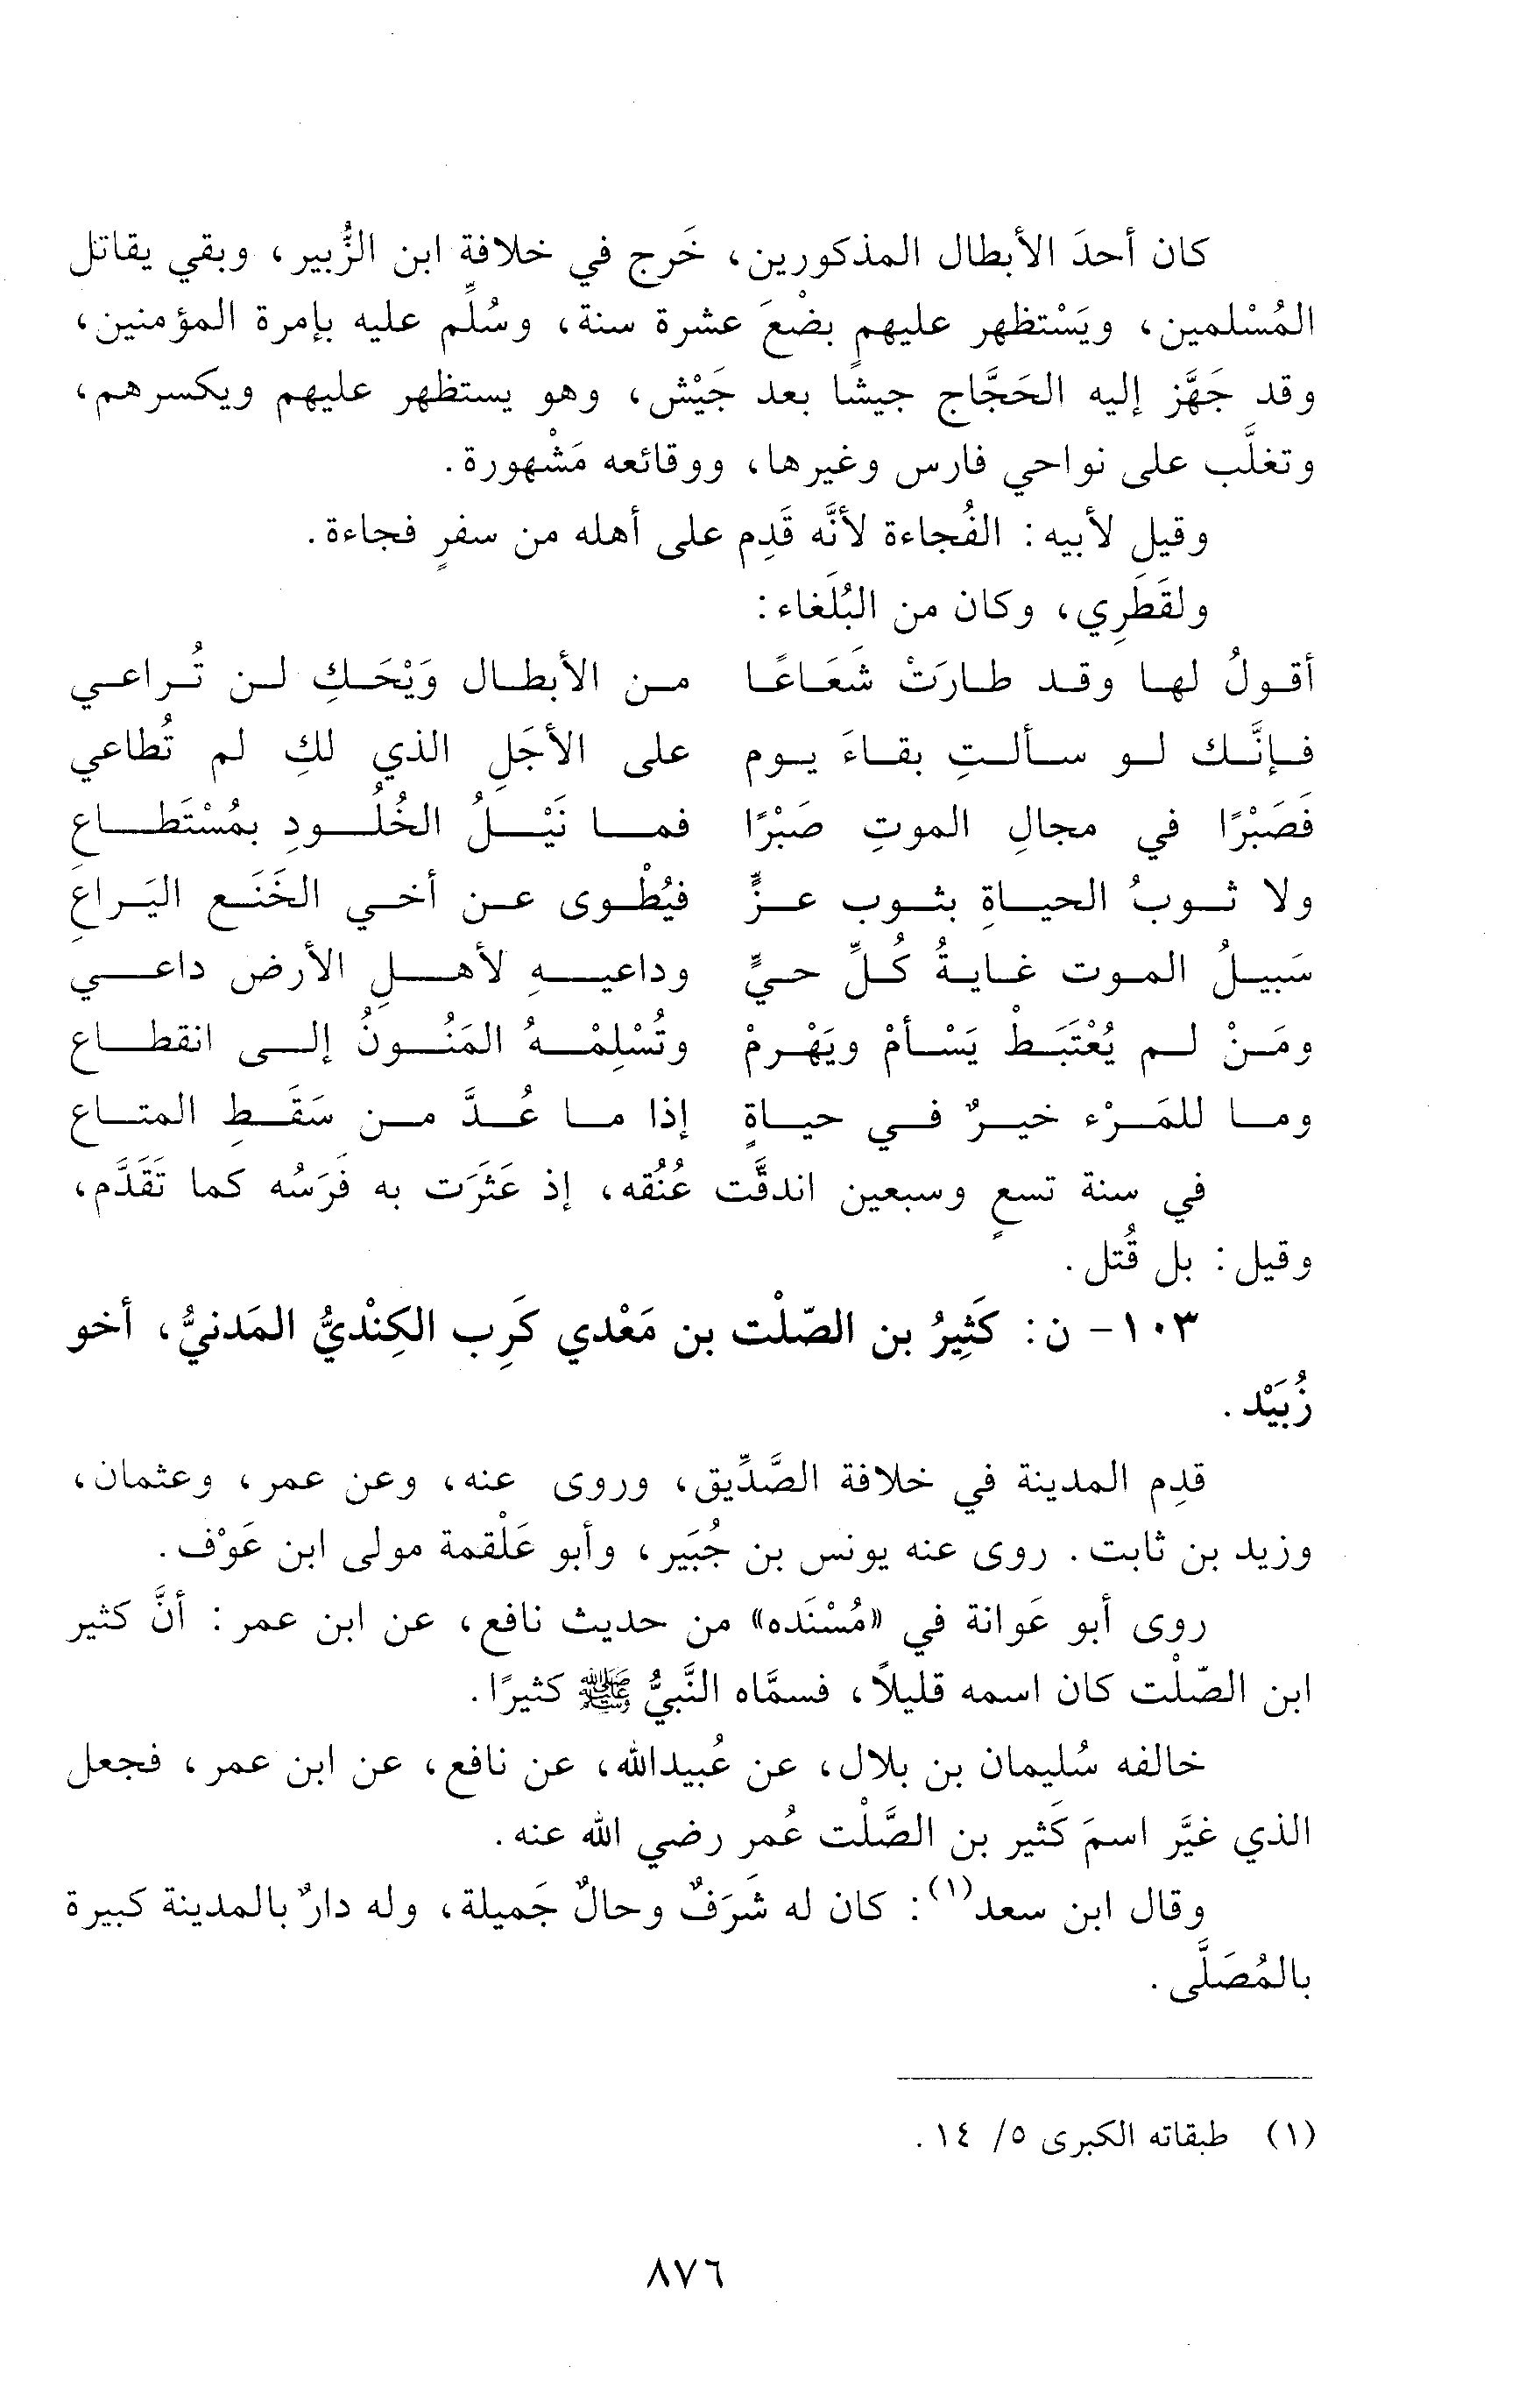 كان أحدَ الأبطال المذكورين، خَرج في خلافة ابن الزُّبير، وبقي يقاتل
المُسْلمين، ويَسْتظهر عليهم بضْعَ عشرة سنة، وسُلِّم عليه بإمرة المؤمنين،
وقد جَهَّز إليه الحَجَّاج جيشًا بعد جَيْش، وهو يستظهر عليهم ويكسرهم،
وتغلَّب على نواحي فارس وغيرها، ووقائعه مَشْهورة.
وقيل لأبيه: الفُجاءة لأنَّه قَدِم على أهله من سفرٍ فجاءة.
ولقَطَرِي، وكان من البُلَغاء:
أقولُ لها وقد طارَتْ شَعَاعًا من الأبطال وَيْحَكِ لن تُراعي
فإنَّك لو سألتِ بقاءَ يوم على الأجَلِ الذي لكِ لم تُطاعي
فَصَبْرًا في مجالِ الموتِ صَبْرًا فما نَيْلُ الخُلُودِ بمُسْتَطاعِ
ولا ثوبُ الحياةِ بثوب عزٍّ فيُطْوى عن أخي الخَنَع اليَراعِ
سَبيلُ الموت غايةُ كُلِّ حيٍّ وداعيهِ لأهلِ الأرض داعي
ومَنْ لم يُعْتَبَطْ يَسْأمْ ويَهْرمْ وتُسْلِمْهُ المَنُونُ إلى انقطاع
وما للمَرْء خيرٌ في حياةٍ إذا ما عُدَّ من سَقَطِ المتاع
في سنة تسعٍ وسبعين اندقَّت عُنُقه، إذ عَثَرَت به فَرَسُه كما تَقَدَّم،
وقيل: بل قُتل.
١٠٣- ن: كَثِيرُ بن الصّلْت بن مَعْدي كَرِب الكِنْديُّ المَدنيُّ، أخو
زُبَيْد.
قدِم المدينة في خلافة الصَّدِّيق، وروى عنه، وعن عمر، وعثمان،
وزيد بن ثابت. روى عنه يونس بن جُبَير، وأبو عَلْقمة مولى ابن عَوْف.
روى أبو عَوانة في «مُسْنَده» من حديث نافع، عن ابن عمر: أنَّ كثير
ابن الصّلْت كان اسمه قليلاً، فسمَّاه النَّبيُّ ﷺ كثيرًا.
خالفه سُليمان بن بلال، عن عُبيدالله، عن نافع، عن ابن عمر، فجعل
الذي غيَّر اسمَ كَثير بن الصَّلْت عُمر رضي الله عنه.
وقال ابن سعد(١): كان له شَرَفٌ وحالٌ جَميلة، وله دارٌ بالمدينة كبيرة
بالمُصَلَّى.
(١) طبقاته الكبرى ٥/ ١٤.
٨٧٦